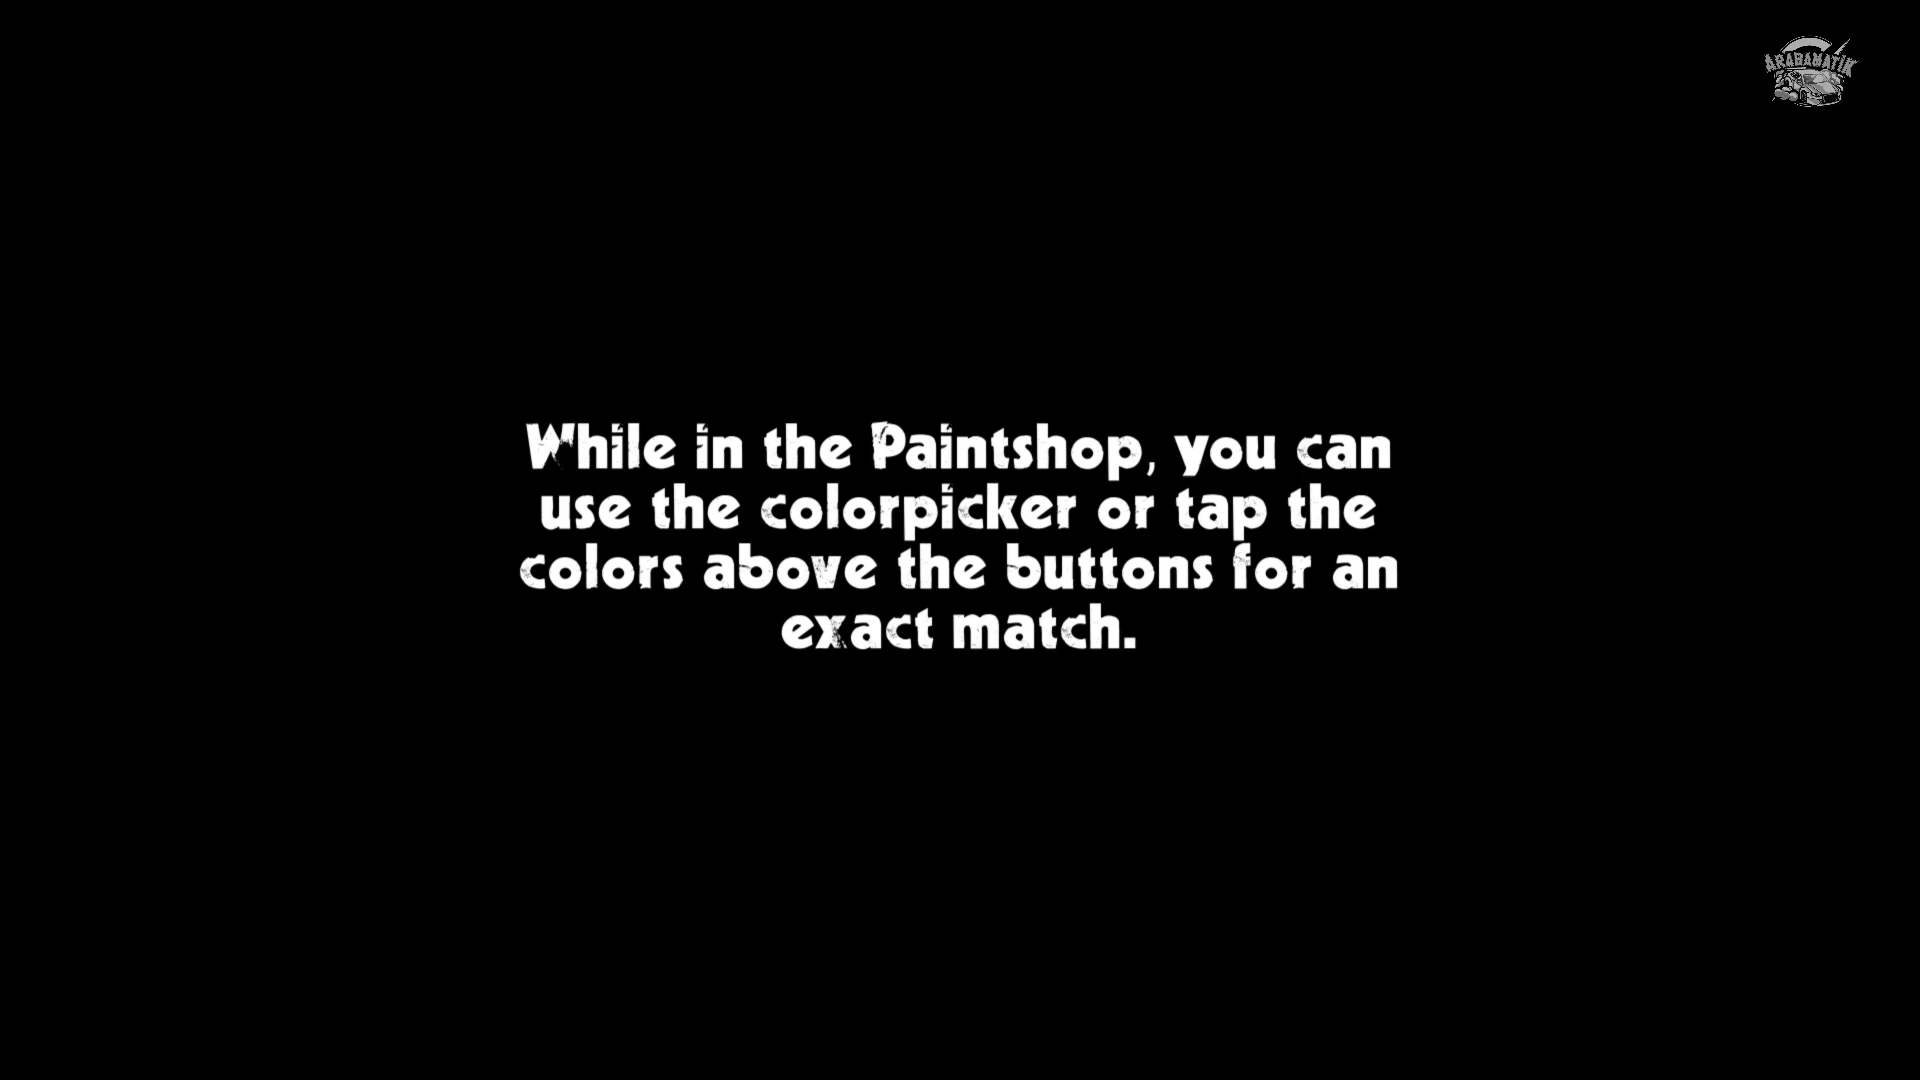 ARABAMATİK
While in the Paintshop, you can
use the colorpicker or tap the
colors above the buttons for an
exact match.